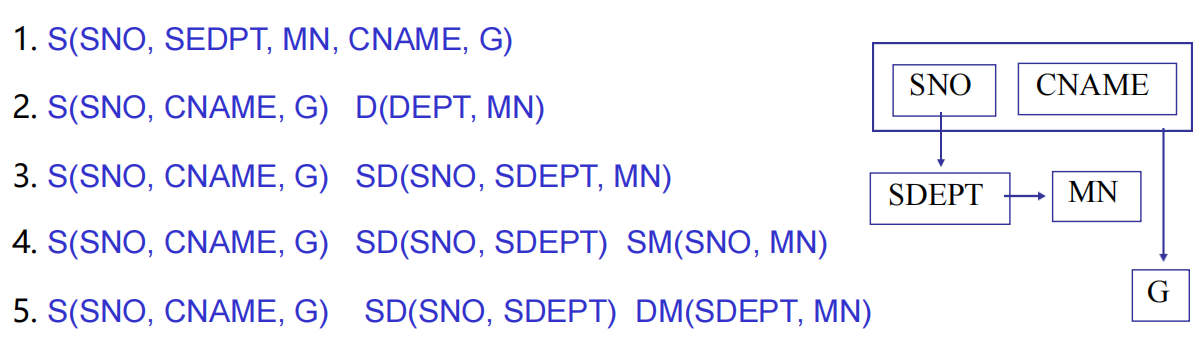 1. S(SNO, SEDPT, MN, CNAME, G)
2. S(SNO, CNAME, G) D(DEPT, MN)
3. S(SNO, CNAME, G) SD(SNO, SDEPT, MN)
4. S(SNO, CNAME, G) SD(SNO, SDEPT) SM(SNO, MN)
5. S(SNO, CNAME, G) SD(SNO, SDEPT) DM(SDEPT, MN)
SNO CNAME
SDEPT MN
G